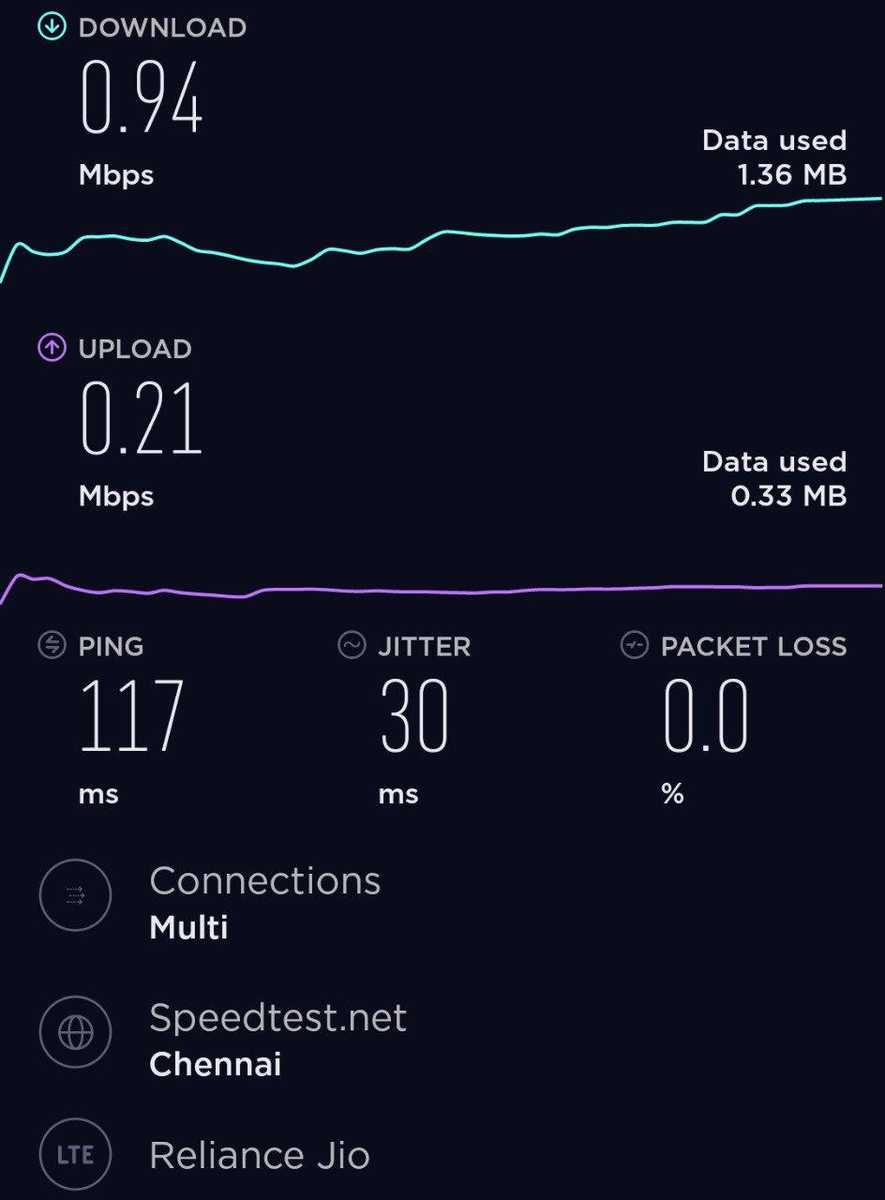 DOWNLOAD
0.94
Mbps
Data used
1.36 MB
UPLOAD
0.21
Mbps
Data used
0.33 MB
PING
117
ms
JITTER
30
ms
PACKET LOSS
0.0
%
Connections
Multi
Speedtest.net
Chennai
LTE
Reliance Jio